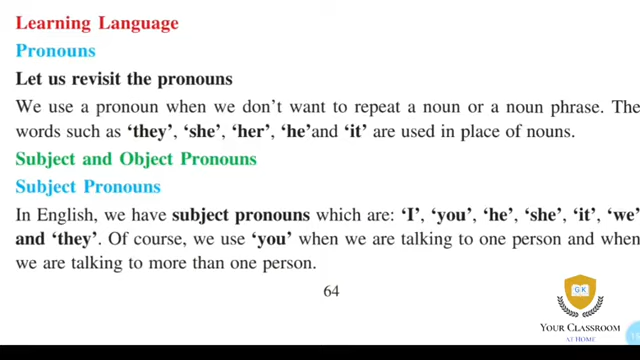 Learning Language
Pronouns
Let us revisit the pronouns
We use a pronoun when we don't want to repeat a noun or a noun phrase. The
words such as 'they', 'she', 'her', 'he'and 'it' are used in place of nouns.
Subject and Object Pronouns
Subject Pronouns
In English, we have subject pronouns which are: 'I', 'you', 'he', 'she', 'it', 'we'
and 'they'. Of course, we use 'you' when we are talking to one person and when
we are talking to more than one person.
64
G.K
YOUR CLASSROOM
AT HOME